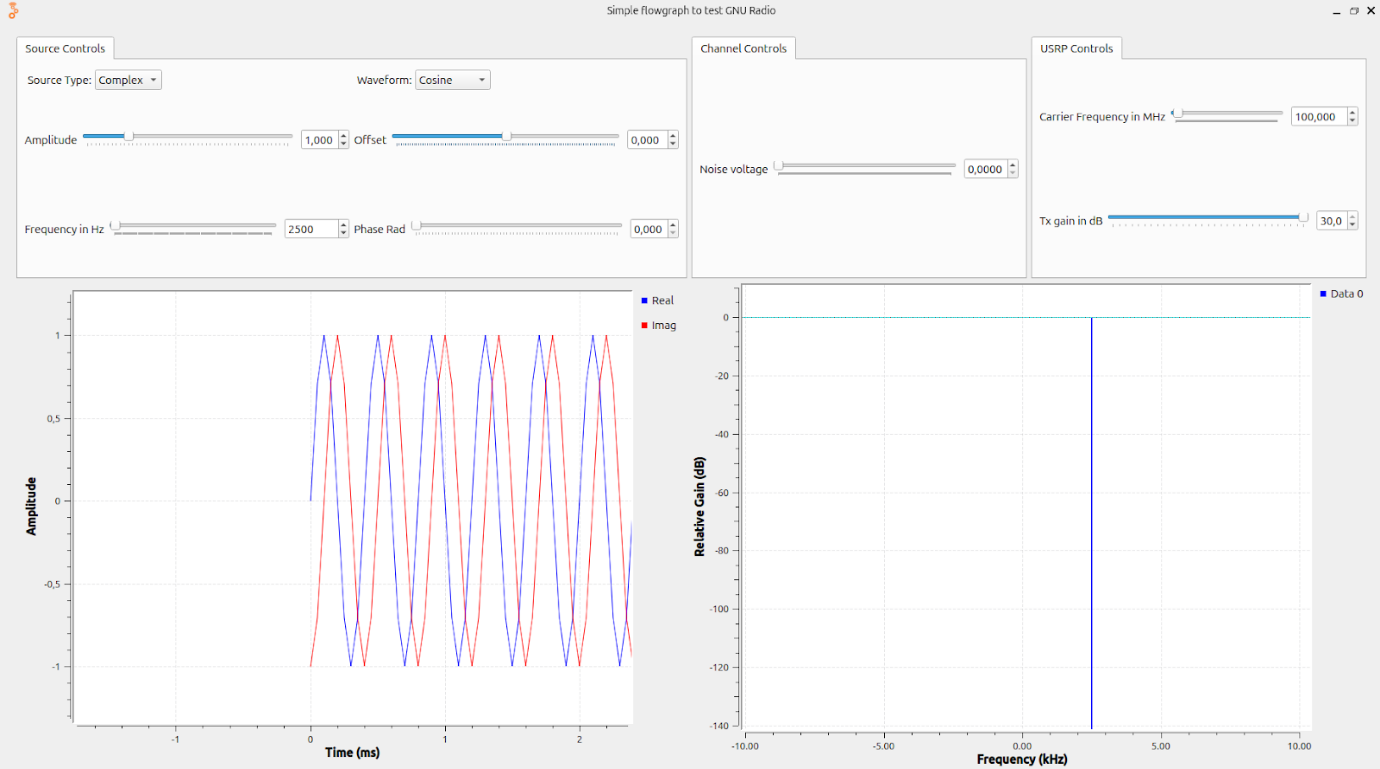 Simple flowgraph to test GNU Radio
Source Controls
Source Type: Complex
Waveform: Cosine
Amplitude 1,000
Offset 0,000
Frequency in Hz 2500
Phase Rad 0,000
Channel Controls
Noise voltage 0,0000
USRP Controls
Carrier Frequency in MHz 100,000
Tx gain in dB 30,0
Real
Imag
1
0,5
0
-0,5
-1
Amplitude
-1 0 1 2
Time (ms)
Data 0
0
-20
-40
-60
-80
-100
-120
-140
Relative Gain (dB)
-10.00 -5.00 0.00 5.00 10.00
Frequency (kHz)